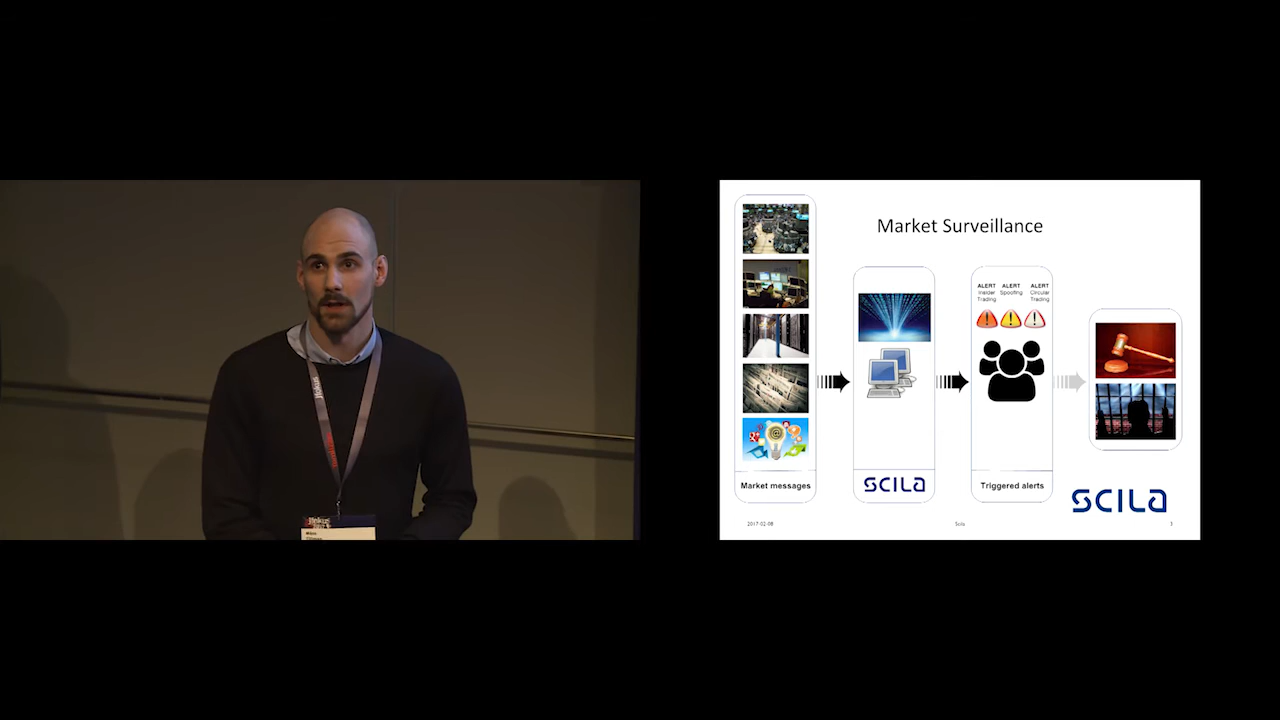 Market Surveillance
ALERT
Insider
Trading
ALERT
Spoofing
ALERT
Circular
Trading
Market messages
SCILA
Triggered alerts
SCILA
2017-02-09
Scila
3